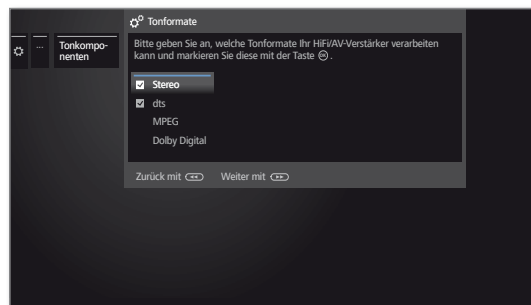 Tonformate
...
Tonkompo-
nenten
Bitte geben Sie an, welche Tonformate Ihr HiFi/AV-Verstärker verarbeiten
kann und markieren Sie diese mit der Taste OK .
Stereo
dts
MPEG
Dolby Digital
Zurück mit Weiter mit